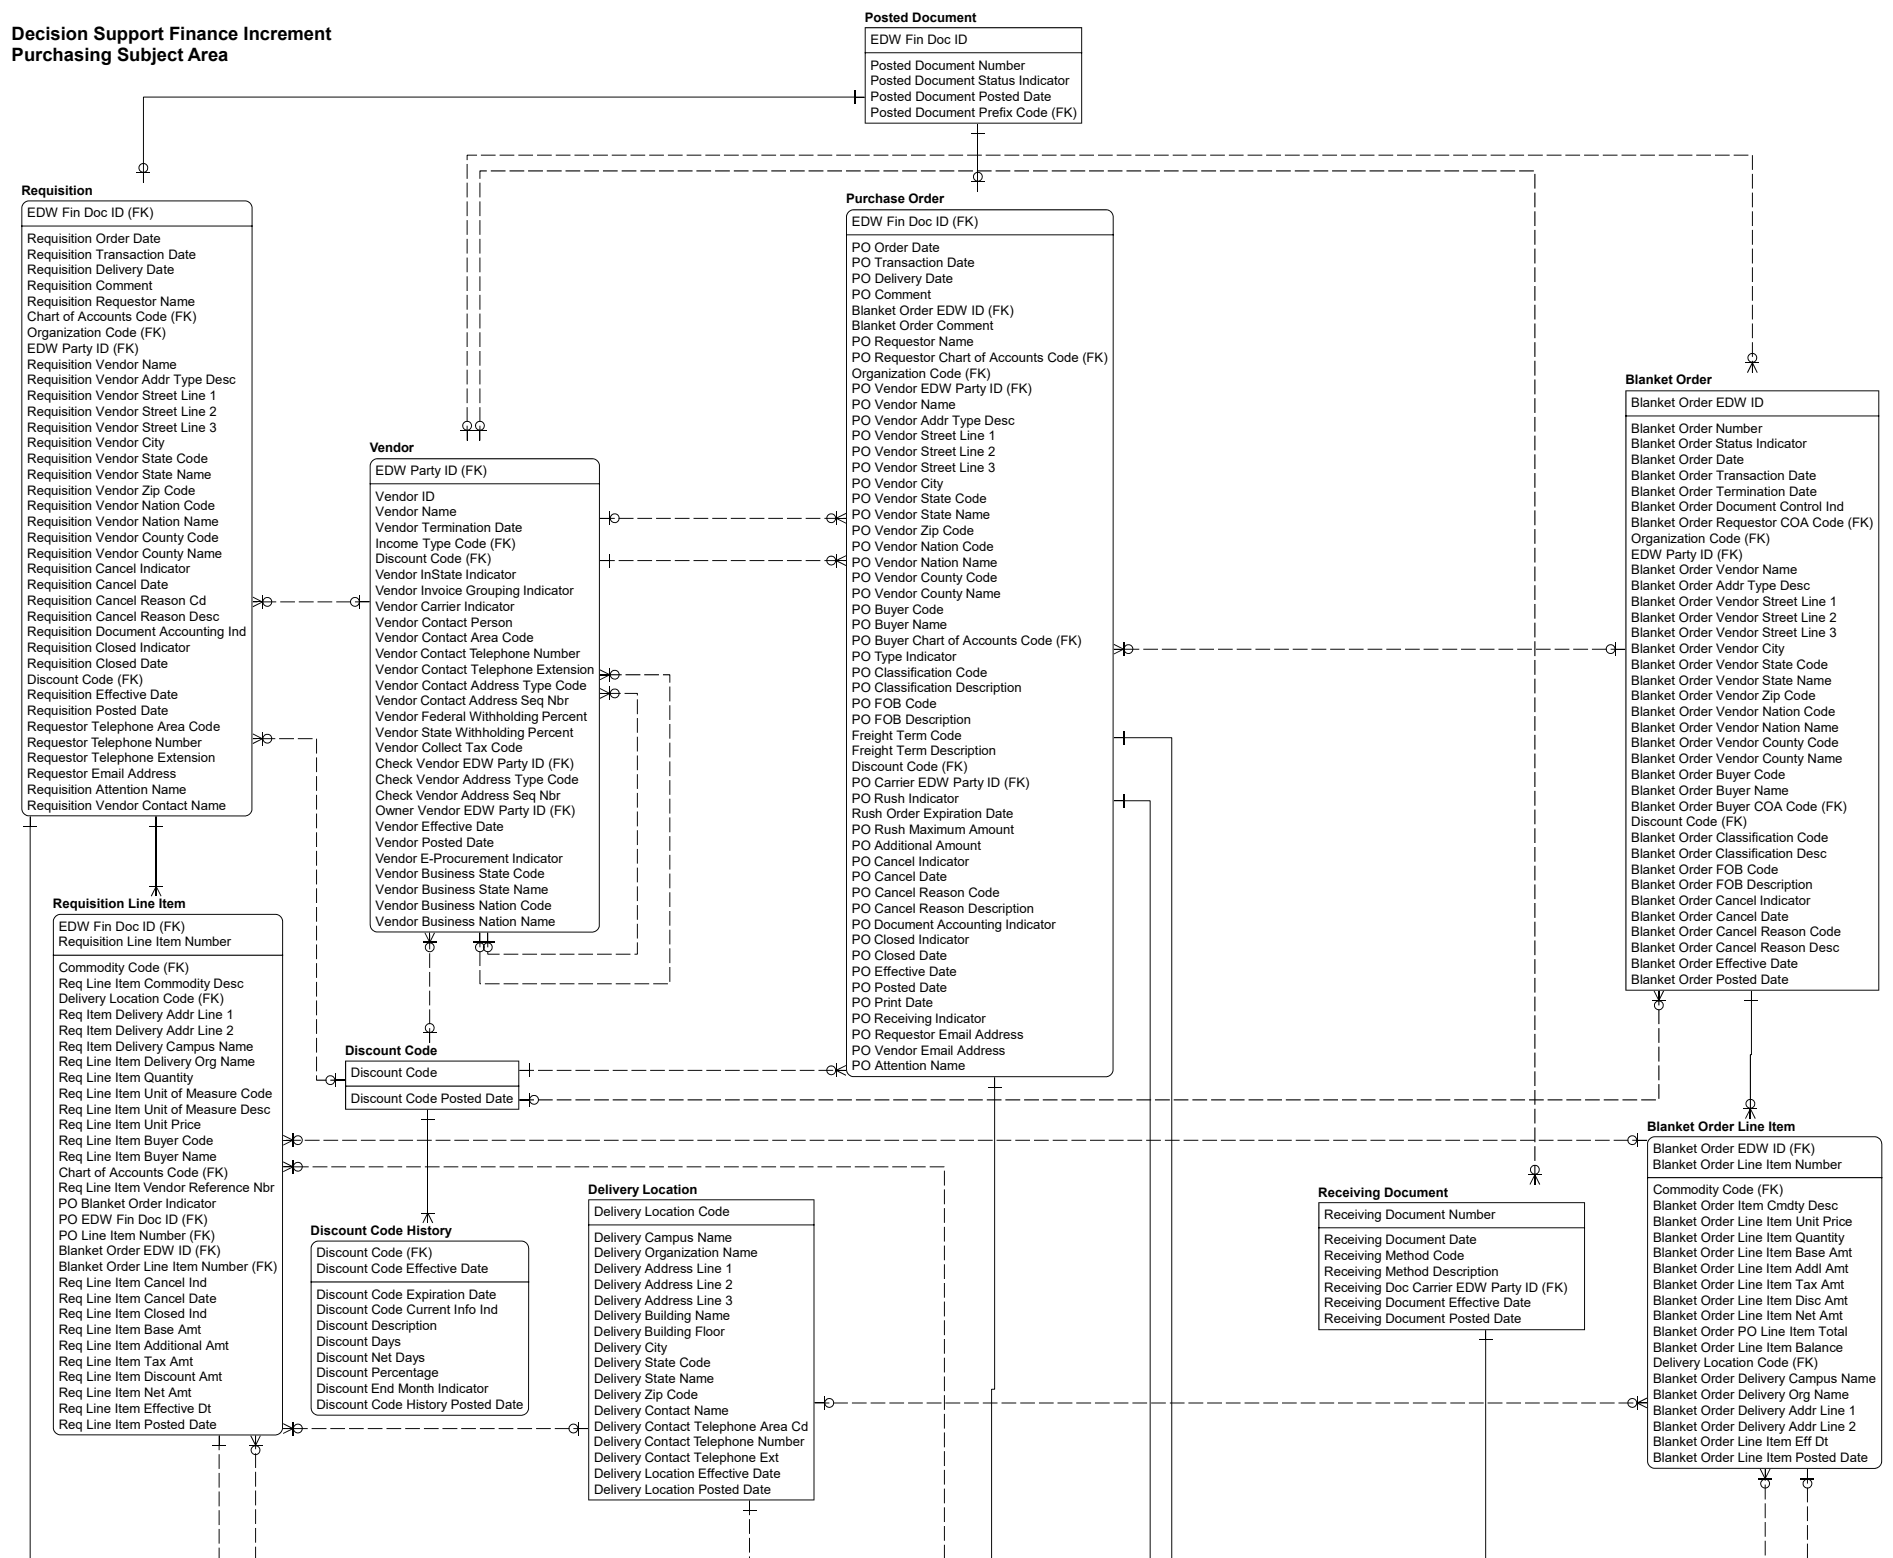 Decision Support Finance Increment
Purchasing Subject Area
Posted Document
EDW Fin Doc ID
Posted Document Number
Posted Document Status Indicator
Posted Document Posted Date
Posted Document Prefix Code (FK)
Requisition
EDW Fin Doc ID (FK)
Requisition Order Date
Requisition Transaction Date
Requisition Delivery Date
Requisition Comment
Requisition Requestor Name
Chart of Accounts Code (FK)
Organization Code (FK)
EDW Party ID (FK)
Requisition Vendor Name
Requisition Vendor Addr Type Desc
Requisition Vendor Street Line 1
Requisition Vendor Street Line 2
Requisition Vendor Street Line 3
Requisition Vendor City
Requisition Vendor State Code
Requisition Vendor State Name
Requisition Vendor Zip Code
Requisition Vendor Nation Code
Requisition Vendor Nation Name
Requisition Vendor County Code
Requisition Vendor County Name
Requisition Cancel Indicator
Requisition Cancel Date
Requisition Cancel Reason Cd
Requisition Cancel Reason Desc
Requisition Document Accounting Ind
Requisition Closed Indicator
Requisition Closed Date
Discount Code (FK)
Requisition Effective Date
Requisition Posted Date
Requestor Telephone Area Code
Requestor Telephone Number
Requestor Telephone Extension
Requestor Email Address
Requisition Attention Name
Requisition Vendor Contact Name
Vendor
EDW Party ID (FK)
Vendor ID
Vendor Name
Vendor Termination Date
Income Type Code (FK)
Discount Code (FK)
Vendor InState Indicator
Vendor Invoice Grouping Indicator
Vendor Carrier Indicator
Vendor Contact Person
Vendor Contact Area Code
Vendor Contact Telephone Number
Vendor Contact Telephone Extension
Vendor Contact Address Type Code
Vendor Contact Address Seq Nbr
Vendor Federal Withholding Percent
Vendor State Withholding Percent
Vendor Collect Tax Code
Check Vendor EDW Party ID (FK)
Check Vendor Address Type Code
Check Vendor Address Seq Nbr
Owner Vendor EDW Party ID (FK)
Vendor Effective Date
Vendor Posted Date
Vendor E-Procurement Indicator
Vendor Business State Code
Vendor Business State Name
Vendor Business Nation Code
Vendor Business Nation Name
Purchase Order
EDW Fin Doc ID (FK)
PO Order Date
PO Transaction Date
PO Delivery Date
PO Comment
Blanket Order EDW ID (FK)
Blanket Order Comment
PO Requestor Name
PO Requestor Chart of Accounts Code (FK)
Organization Code (FK)
PO Vendor EDW Party ID (FK)
PO Vendor Name
PO Vendor Addr Type Desc
PO Vendor Street Line 1
PO Vendor Street Line 2
PO Vendor Street Line 3
PO Vendor City
PO Vendor State Code
PO Vendor State Name
PO Vendor Zip Code
PO Vendor Nation Code
PO Vendor Nation Name
PO Vendor County Code
PO Vendor County Name
PO Buyer Code
PO Buyer Name
PO Buyer Chart of Accounts Code (FK)
PO Type Indicator
PO Classification Code
PO Classification Description
PO FOB Code
PO FOB Description
Freight Term Code
Freight Term Description
Discount Code (FK)
PO Carrier EDW Party ID (FK)
PO Rush Indicator
Rush Order Expiration Date
PO Rush Maximum Amount
PO Additional Amount
PO Cancel Indicator
PO Cancel Date
PO Cancel Reason Code
PO Cancel Reason Description
PO Document Accounting Indicator
PO Closed Indicator
PO Closed Date
PO Effective Date
PO Posted Date
PO Print Date
PO Receiving Indicator
PO Requestor Email Address
PO Vendor Email Address
PO Attention Name
Blanket Order
Blanket Order EDW ID
Blanket Order Number
Blanket Order Status Indicator
Blanket Order Date
Blanket Order Transaction Date
Blanket Order Termination Date
Blanket Order Document Control Ind
Blanket Order Requestor COA Code (FK)
Organization Code (FK)
EDW Party ID (FK)
Blanket Order Vendor Name
Blanket Order Addr Type Desc
Blanket Order Vendor Street Line 1
Blanket Order Vendor Street Line 2
Blanket Order Vendor Street Line 3
Blanket Order Vendor City
Blanket Order Vendor State Code
Blanket Order Vendor State Name
Blanket Order Vendor Zip Code
Blanket Order Vendor Nation Code
Blanket Order Vendor Nation Name
Blanket Order Vendor County Code
Blanket Order Vendor County Name
Blanket Order Buyer Code
Blanket Order Buyer Name
Blanket Order Buyer COA Code (FK)
Discount Code (FK)
Blanket Order Classification Code
Blanket Order Classification Desc
Blanket Order FOB Code
Blanket Order FOB Description
Blanket Order Cancel Indicator
Blanket Order Cancel Date
Blanket Order Cancel Reason Code
Blanket Order Cancel Reason Desc
Blanket Order Effective Date
Blanket Order Posted Date
Requisition Line Item
EDW Fin Doc ID (FK)
Requisition Line Item Number
Commodity Code (FK)
Req Line Item Commodity Desc
Delivery Location Code (FK)
Req Item Delivery Addr Line 1
Req Item Delivery Addr Line 2
Req Item Delivery Campus Name
Req Line Item Delivery Org Name
Req Line Item Quantity
Req Line Item Unit of Measure Code
Req Line Item Unit of Measure Desc
Req Line Item Unit Price
Req Line Item Buyer Code
Req Line Item Buyer Name
Chart of Accounts Code (FK)
Req Line Item Vendor Reference Nbr
PO Blanket Order Indicator
PO EDW Fin Doc ID (FK)
PO Line Item Number (FK)
Blanket Order EDW ID (FK)
Blanket Order Line Item Number (FK)
Req Line Item Cancel Ind
Req Line Item Cancel Date
Req Line Item Closed Ind
Req Line Item Base Amt
Req Line Item Additional Amt
Req Line Item Tax Amt
Req Line Item Discount Amt
Req Line Item Net Amt
Req Line Item Effective Dt
Req Line Item Posted Date
Discount Code
Discount Code
Discount Code Posted Date
Discount Code History
Discount Code (FK)
Discount Code Effective Date
Discount Code Expiration Date
Discount Code Current Info Ind
Discount Description
Discount Days
Discount Net Days
Discount Percentage
Discount End Month Indicator
Discount Code History Posted Date
Delivery Location
Delivery Location Code
Delivery Campus Name
Delivery Organization Name
Delivery Address Line 1
Delivery Address Line 2
Delivery Address Line 3
Delivery Building Name
Delivery Building Floor
Delivery City
Delivery State Code
Delivery State Name
Delivery Zip Code
Delivery Contact Name
Delivery Contact Telephone Area Cd
Delivery Contact Telephone Number
Delivery Contact Telephone Ext
Delivery Location Effective Date
Delivery Location Posted Date
Receiving Document
Receiving Document Number
Receiving Document Date
Receiving Method Code
Receiving Method Description
Receiving Doc Carrier EDW Party ID (FK)
Receiving Document Effective Date
Receiving Document Posted Date
Blanket Order Line Item
Blanket Order EDW ID (FK)
Blanket Order Line Item Number
Commodity Code (FK)
Blanket Order Item Cmdty Desc
Blanket Order Line Item Unit Price
Blanket Order Line Item Quantity
Blanket Order Line Item Base Amt
Blanket Order Line Item Addl Amt
Blanket Order Line Item Tax Amt
Blanket Order Line Item Disc Amt
Blanket Order Line Item Net Amt
Blanket Order PO Line Item Total
Blanket Order Line Item Balance
Delivery Location Code (FK)
Blanket Order Delivery Campus Name
Blanket Order Delivery Org Name
Blanket Order Delivery Addr Line 1
Blanket Order Delivery Addr Line 2
Blanket Order Line Item Eff Dt
Blanket Order Line Item Posted Date